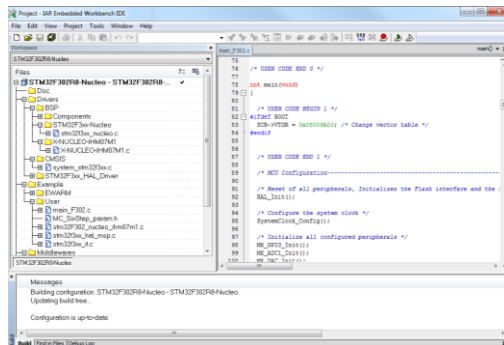 Project - IAR Embedded Workbench IDE
File Edit View Project Tools Window Help
Workspace
STM32F302R8-Nucleo
Files
STM32F302R8-Nucleo - STM32F302R8-...
Doc
Drivers
BSP
Components
STM32F3xx-Nucleo
stm32f3xx_nucleo.c
X-NUCLEO-IHM07M1
X-NUCLEO-IHM07M1.c
CMSIS
system_stm32f3xx.c
STM32F3xx_HAL_Driver
Example
EWARM
User
main_F302.c
MC_SixStep_param.h
stm32F302_nucleo_ihm07m1.c
stm32f3xx_hal_msp.c
stm32f3xx_it.c
Middlewares
STM32F302R8-Nucleo
main_F302.c
main()
75
76 /* USER CODE END 0 */
77
78 int main(void)
79 {
80
81 /* USER CODE BEGIN 1 */
82 #ifdef BOOT
83 SCB->VTOR = 0x08009A00; /* Change vector table */
84 #endif
85
86
87 /* USER CODE END 1 */
88
89 /* MCU Configuration----------------------------------------------------------
90
91 /* Reset of all peripherals, Initializes the Flash interface and the
92 HAL_Init();
93
94 /* Configure the system clock */
95 SystemClock_Config();
96
97 /* Initialize all configured peripherals */
98 MX_GPIO_Init();
99 MX_ADC1_Init();
100 MX_DAC_Init();
Messages
Building configuration: STM32F302R8-Nucleo - STM32F302R8-Nucleo
Updating build tree...
Configuration is up-to-date.
Build Find in Files Debug Log